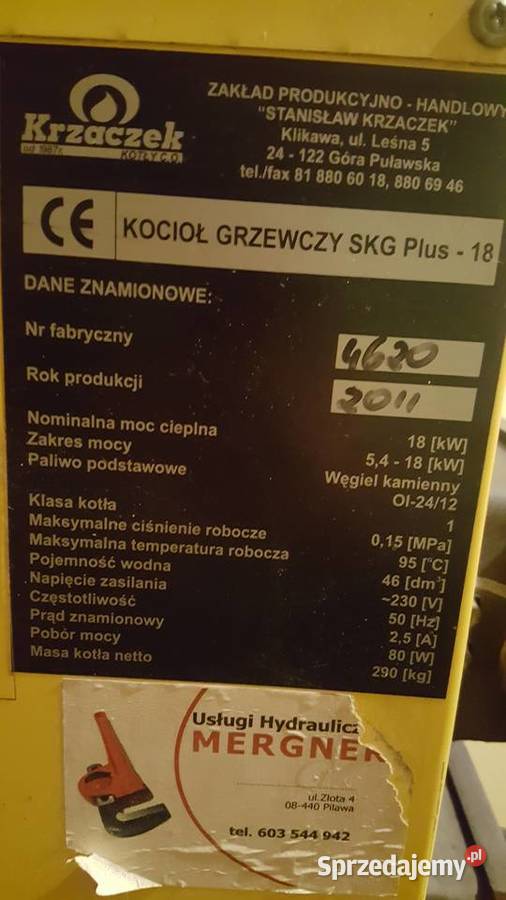 Krzaczek
od 1987r.
KOTŁY C.O.
ZAKŁAD PRODUKCYJNO - HANDLOWY
"STANISŁAW KRZACZEK"
Klikawa, ul. Leśna 5
24 - 122 Góra Puławska
tel./fax 81 880 60 18, 880 69 46
CE KOCIOŁ GRZEWCZY SKG Plus - 18
DANE ZNAMIONOWE:
Nr fabryczny 4620
Rok produkcji 2011
Nominalna moc cieplna 18 [kW]
Zakres mocy 5,4 - 18 [kW]
Paliwo podstawowe Węgiel kamienny
OI-24/12
Klasa kotła 1
Maksymalne ciśnienie robocze 0,15 [MPa]
Maksymalna temperatura robocza 95 [°C]
Pojemność wodna 46 [dm³]
Napięcie zasilania ~230 [V]
Częstotliwość 50 [Hz]
Prąd znamionowy 2,5 [A]
Pobór mocy 80 [W]
Masa kotła netto 290 [kg]
Usługi Hydraulicz
MERGNER
ul.Złota 4
08-440 Pilawa
tel. 603 544 942
Sprzedajemy.pl